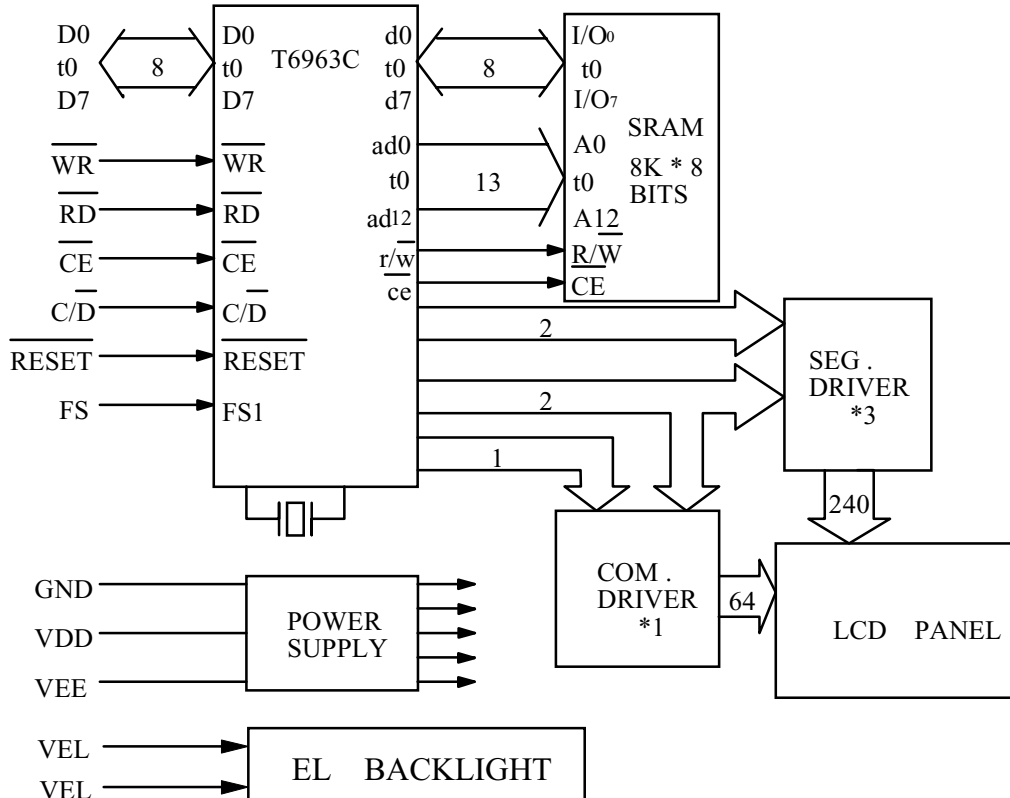 D0
t0
D7
8
D0
t0
D7
T6963C
d0
t0
d7
8
I/O0
t0
I/O7
SRAM
8K * 8
BITS
WR
WR
ad0
t0
ad12
13
A0
t0
A12
RD
RD
CE
CE
r/w
R/W
ce
CE
C/D
C/D
2
RESET
RESET
FS
FS1
2
1
SEG .
DRIVER
*3
240
COM .
DRIVER
*1
64
LCD PANEL
GND
VDD
VEE
POWER
SUPPLY
VEL
VEL
EL BACKLIGHT